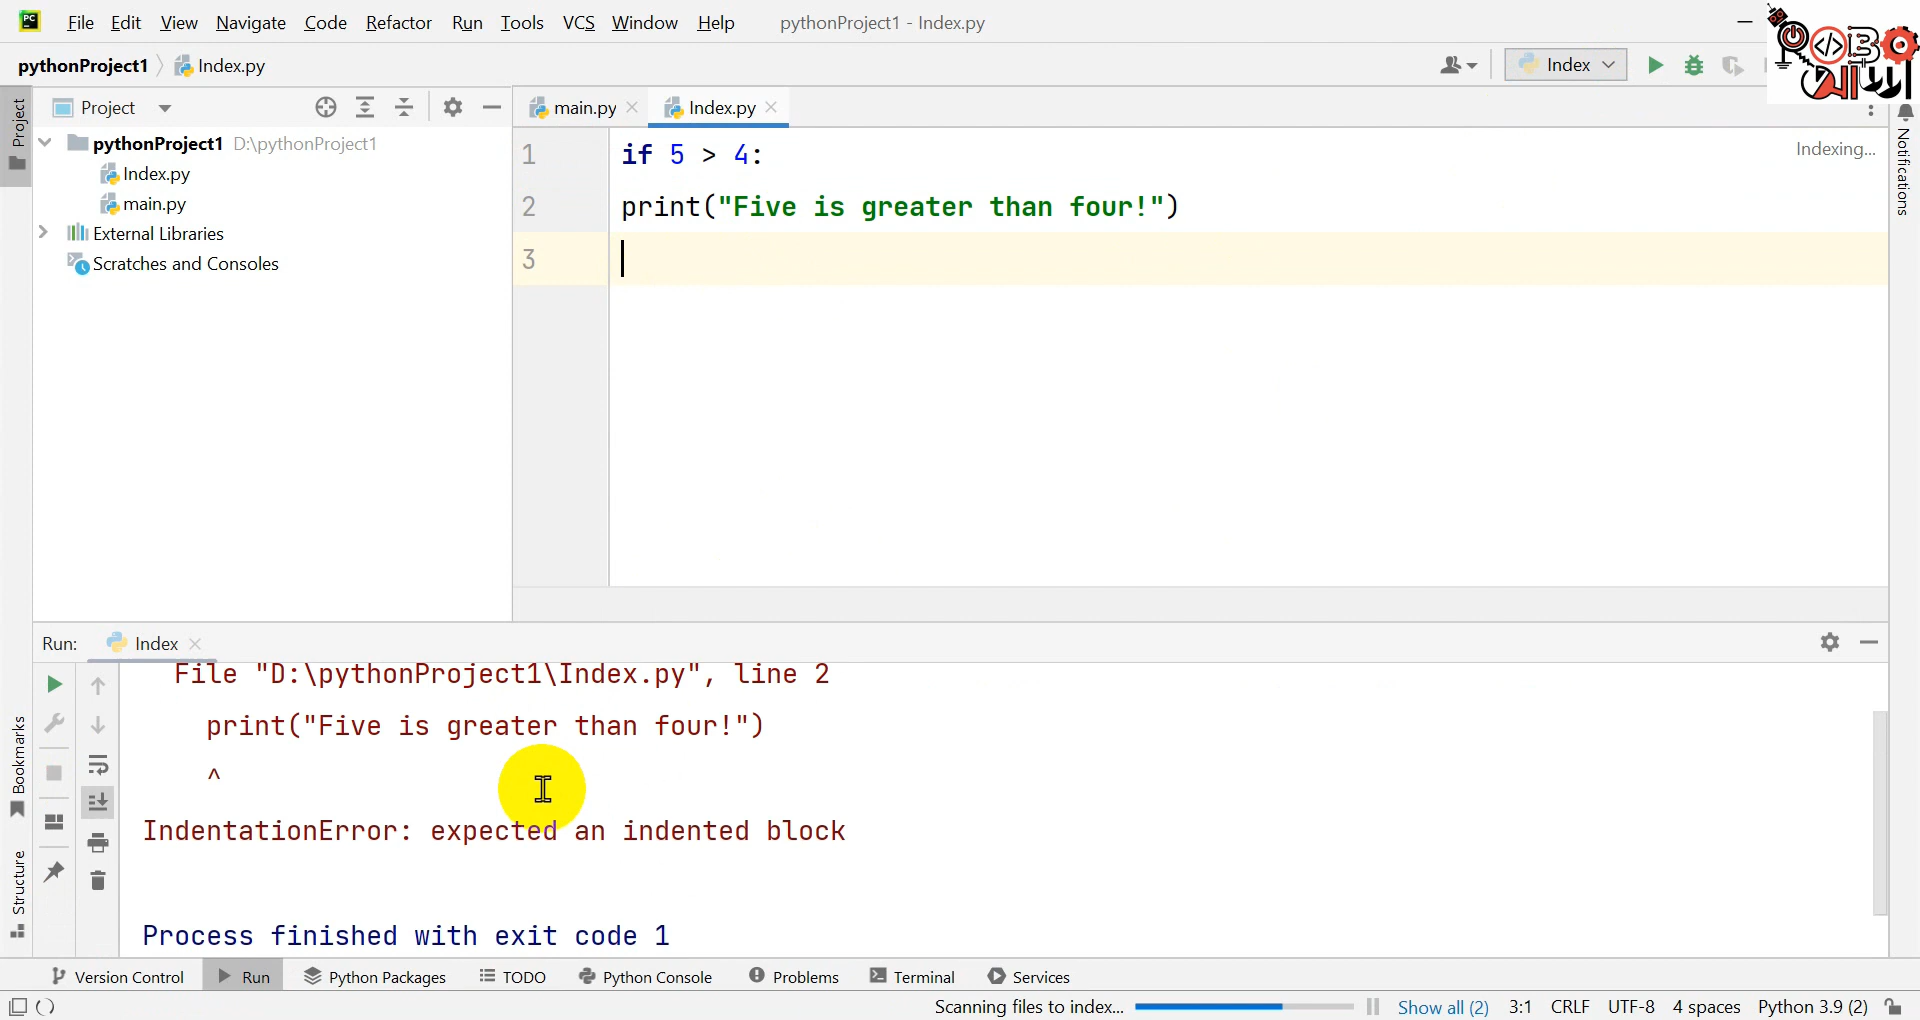 File Edit View Navigate Code Refactor Run Tools VCS Window Help pythonProject1 - Index.py
pythonProject1 Index.py
Index
Project
main.py Index.py
pythonProject1 D:\pythonProject1
Index.py
main.py
External Libraries
Scratches and Consoles
1 if 5 > 4:
2 print("Five is greater than four!")
3
Indexing...
Project
Notifications
Bookmarks
Structure
Run: Index
File "D:\pythonProject1\Index.py", line 2
print("Five is greater than four!")
^
IndentationError: expected an indented block
Process finished with exit code 1
Version Control Run Python Packages TODO Python Console Problems Terminal Services
Scanning files to index... Show all (2) 3:1 CRLF UTF-8 4 spaces Python 3.9 (2)